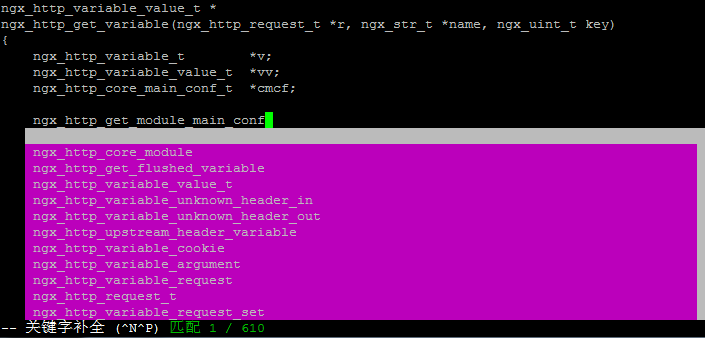 ngx_http_variable_value_t *
ngx_http_get_variable(ngx_http_request_t *r, ngx_str_t *name, ngx_uint_t key)
{
    ngx_http_variable_t        *v;
    ngx_http_variable_value_t  *vv;
    ngx_http_core_main_conf_t  *cmcf;
    ngx_http_get_module_main_conf
    ngx_http_core_module
    ngx_http_get_flushed_variable
    ngx_http_variable_value_t
    ngx_http_variable_unknown_header_in
    ngx_http_variable_unknown_header_out
    ngx_http_upstream_header_variable
    ngx_http_variable_cookie
    ngx_http_variable_argument
    ngx_http_variable_request
    ngx_http_request_t
    ngx_http_variable_request_set
-- 关键字补全 (^N^P) 匹配 1 / 610